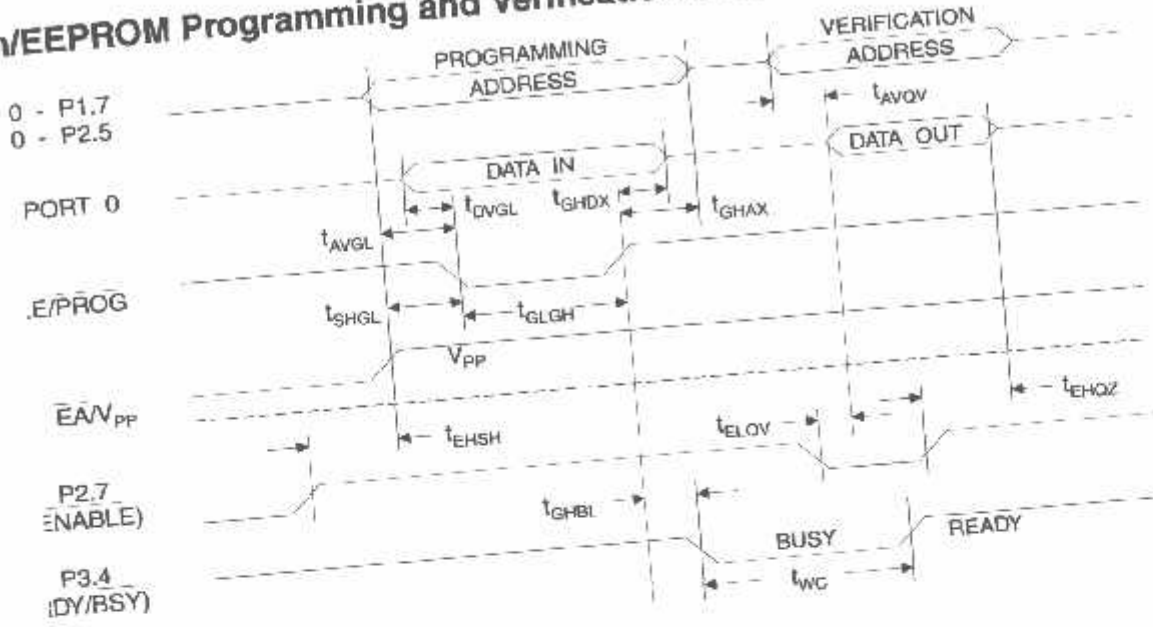 n/EEPROM Programming and
PROGRAMMING
ADDRESS
VERIFICATION
ADDRESS
0 - P1.7
0 - P2.5
tAVQV
DATA IN
DATA OUT
PORT 0
tDVGL
tGHDX
tGHAX
tAVGL
.E/PROG
tSHGL
tGLGH
VPP
EA/VPP
tEHSH
tELQV
tEHQZ
P2.7
ENABLE)
tGHBL
BUSY
READY
P3.4
tWC
DY/BSY)